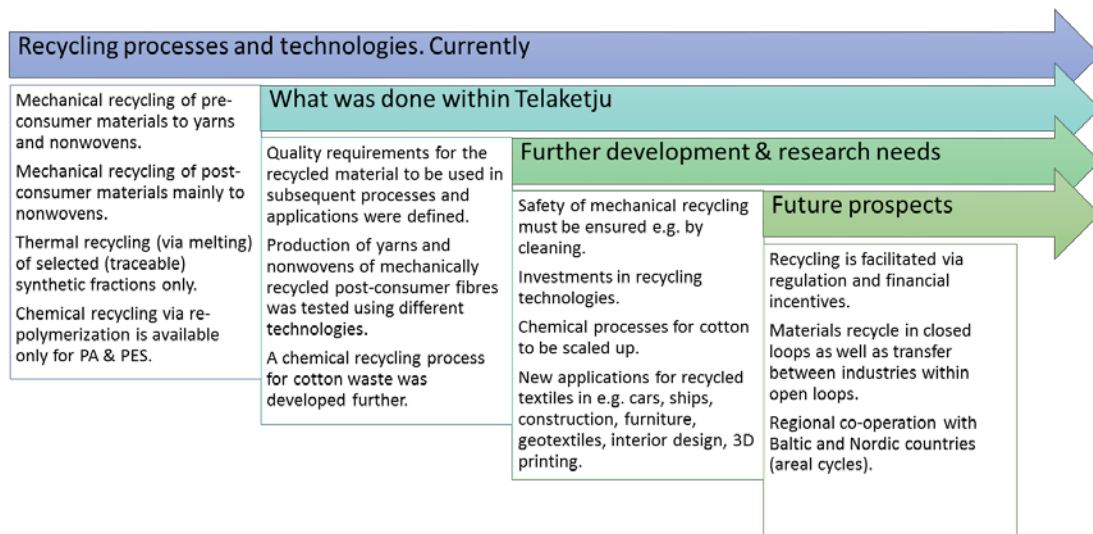 Recycling processes and technologies. Currently
Mechanical recycling of pre-
consumer materials to yarns
and nonwovens.
Mechanical recycling of post-
consumer materials mainly to
nonwovens.
Thermal recycling (via melting)
of selected (traceable)
synthetic fractions only.
Chemical recycling via re-
polymerization is available
only for PA & PES.
What was done within Telaketju
Quality requirements for the
recycled material to be used in
subsequent processes and
applications were defined.
Production of yarns and
nonwovens of mechanically
recycled post-consumer fibres
was tested using different
technologies.
A chemical recycling process
for cotton waste was
developed further.
Further development & research needs
Safety of mechanical recycling
must be ensured e.g. by
cleaning.
Investments in recycling
technologies.
Chemical processes for cotton
to be scaled up.
New applications for recycled
textiles in e.g. cars, ships,
construction, furniture,
geotextiles, interior design, 3D
printing.
Future prospects
Recycling is facilitated via
regulation and financial
incentives.
Materials recycle in closed
loops as well as transfer
between industries within
open loops.
Regional co-operation with
Baltic and Nordic countries
(areal cycles).